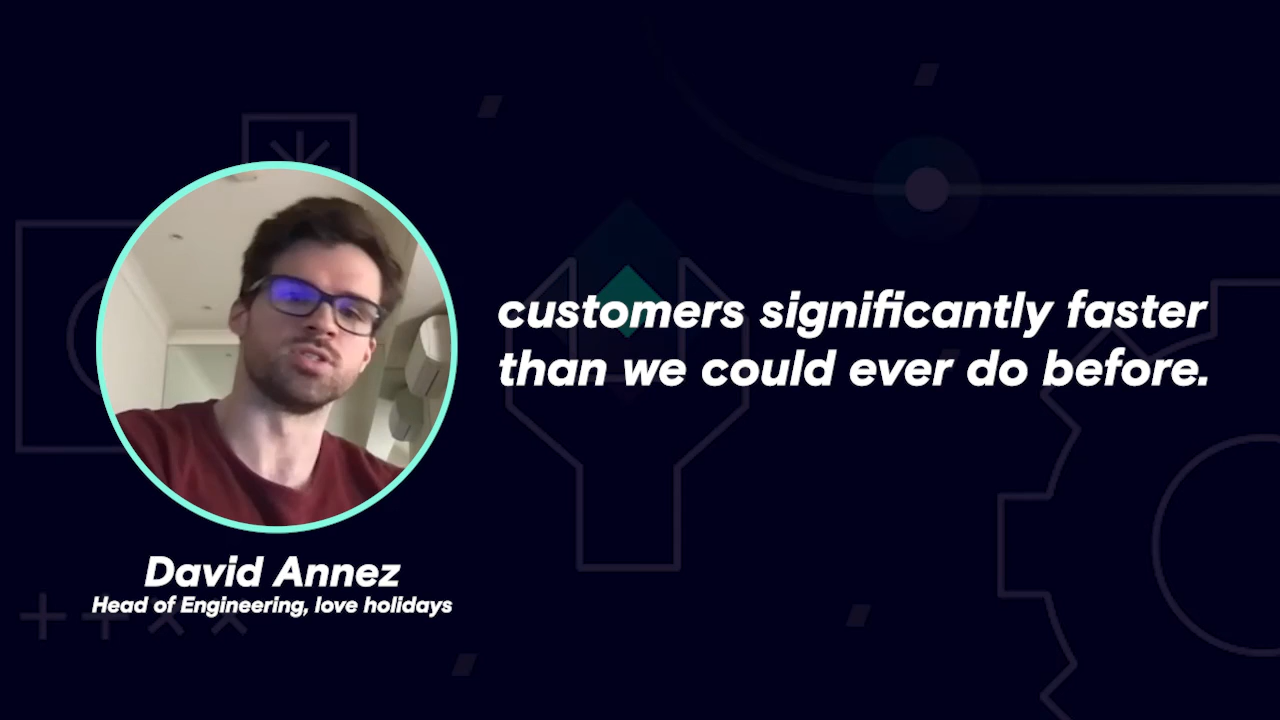 customers significantly faster
than we could ever do before.
David Annez
Head of Engineering, love holidays